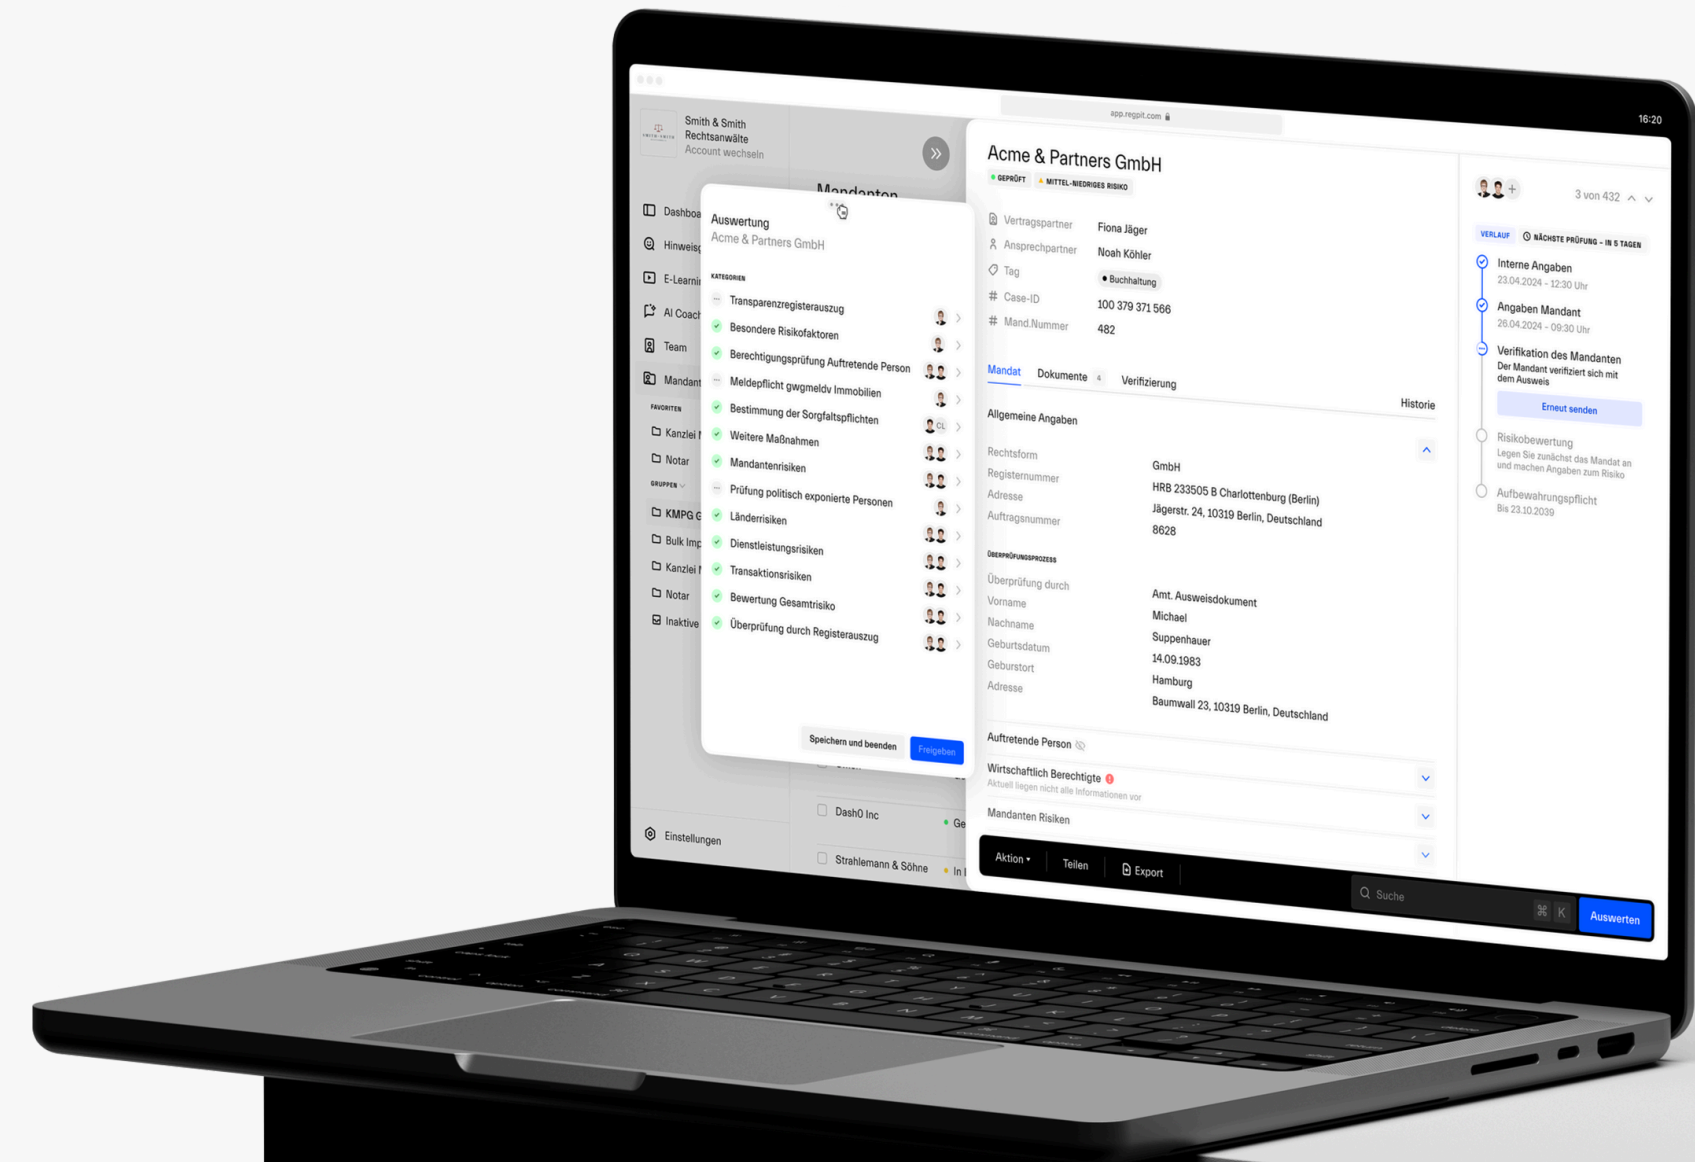 16:20
app.regpit.com
Smith & Smith
Rechtsanwälte
Account wechseln
Dashboa
Hinweisg
E-Learnin
AI Coach
Team
Mandant
FAVORITEN
Kanzlei M
Notar
GRUPPEN
KMPG G
Bulk Imp
Kanzlei M
Notar
Inaktive
Einstellungen
Mandanten
Dash0 Inc
Ge
Strahlemann & Söhne
In
Auswertung
Acme & Partners GmbH
KATEGORIEN
Transparenzregisterauszug
Besondere Risikofaktoren
Berechtigungsprüfung Auftretende Person
Meldepflicht gwgmeldv Immobilien
Bestimmung der Sorgfaltspflichten
CL
Weitere Maßnahmen
Mandantenrisiken
Prüfung politisch exponierte Personen
Länderrisiken
Dienstleistungsrisiken
Transaktionsrisiken
Bewertung Gesamtrisiko
Überprüfung durch Registerauszug
Speichern und beenden
Freigeben
Acme & Partners GmbH
GEPRÜFT
MITTEL-NIEDRIGES RISIKO
Vertragspartner Fiona Jäger
Ansprechpartner Noah Köhler
Tag Buchhaltung
# Case-ID 100 379 371 566
# Mand.Nummer 482
Mandat Dokumente 4 Verifizierung Historie
Allgemeine Angaben
Rechtsform GmbH
Registernummer HRB 233505 B Charlottenburg (Berlin)
Adresse Jägerstr. 24, 10319 Berlin, Deutschland
Auftragsnummer 8628
ÜBERPRÜFUNGSPROZESS
Überprüfung durch Amt. Ausweisdokument
Vorname Michael
Nachname Suppenhauer
Geburtsdatum 14.09.1983
Geburstort Hamburg
Adresse Baumwall 23, 10319 Berlin, Deutschland
Auftretende Person
Wirtschaftlich Berechtigte
Aktuell liegen nicht alle Informationen vor
Mandanten Risiken
Aktion
Teilen
Export
Suche
⌘ K
Auswerten
3 von 432
VERLAUF
NÄCHSTE PRÜFUNG – IN 5 TAGEN
Interne Angaben
23.04.2024 - 12:30 Uhr
Angaben Mandant
26.04.2024 - 09:30 Uhr
Verifikation des Mandanten
Der Mandant verifiziert sich mit
dem Ausweis
Erneut senden
Risikobewertung
Legen Sie zunächst das Mandat an
und machen Angaben zum Risiko
Aufbewahrungspflicht
Bis 23.10.2039